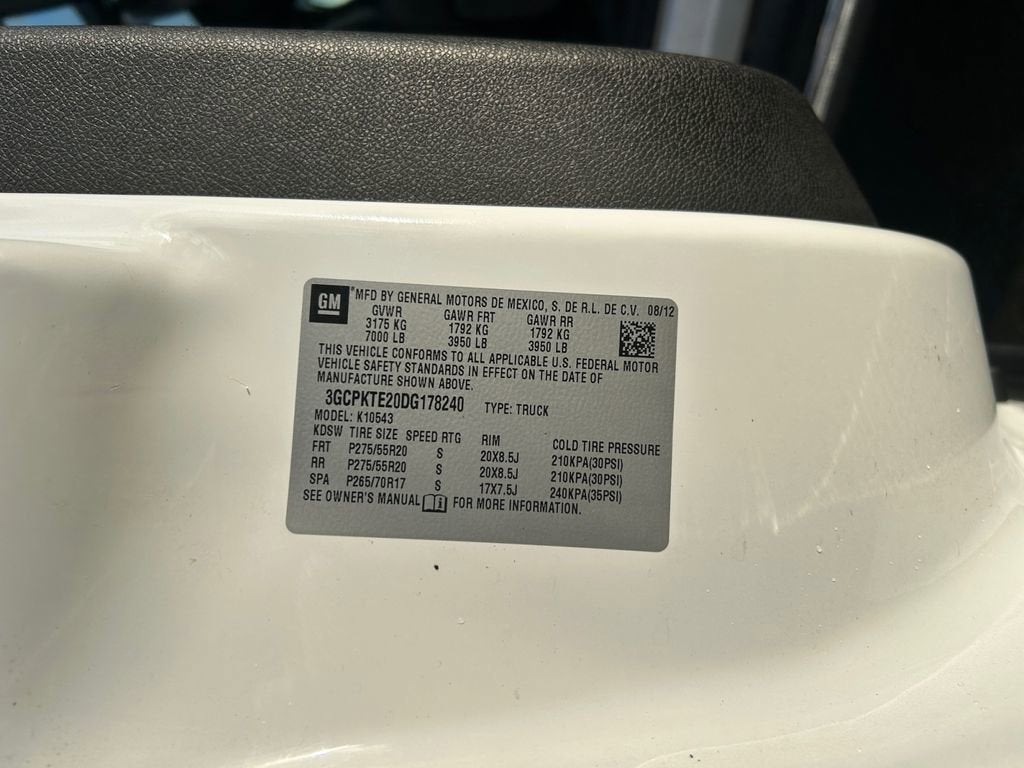 GM ® MFD BY GENERAL MOTORS DE MEXICO, S. DE R.L. DE C.V. 08/12
GVWR GAWR FRT GAWR RR
3175 KG 1792 KG 1792 KG
7000 LB 3950 LB 3950 LB
THIS VEHICLE CONFORMS TO ALL APPLICABLE U.S. FEDERAL MOTOR
VEHICLE SAFETY STANDARDS IN EFFECT ON THE DATE OF
MANUFACTURE SHOWN ABOVE.
3GCPKTE20DG178240 TYPE: TRUCK
MODEL: K10543
KDSW TIRE SIZE SPEED RTG RIM COLD TIRE PRESSURE
FRT P275/55R20 S 20X8.5J 210KPA(30PSI)
RR P275/55R20 S 20X8.5J 210KPA(30PSI)
SPA P265/70R17 S 17X7.5J 240KPA(35PSI)
SEE OWNER'S MANUAL i FOR MORE INFORMATION.